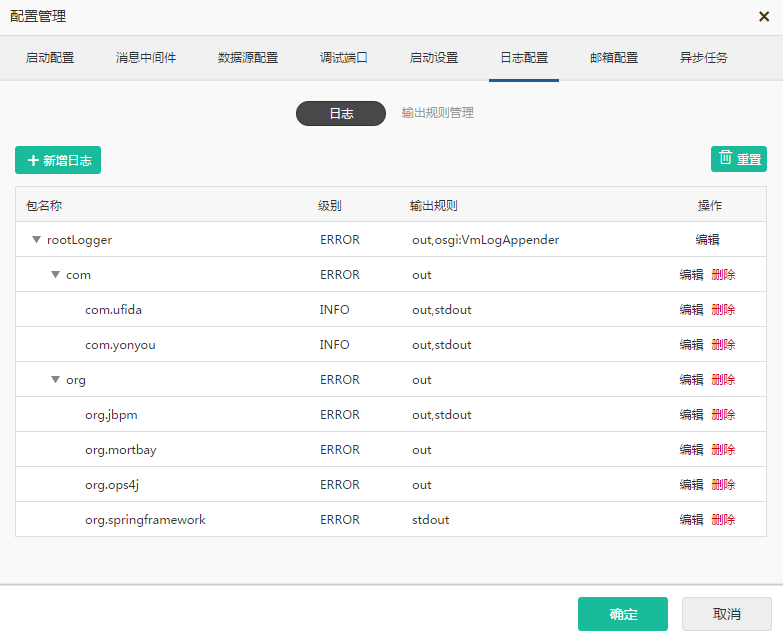 配置管理
启动配置 消息中间件 数据源配置 调试端口 启动设置 日志配置 邮箱配置 异步任务
日志 输出规则管理
新增日志 重置
包名称 级别 输出规则 操作
rootLogger ERROR out,osgi:VmLogAppender 编辑
com ERROR out 编辑 删除
com.ufida INFO out,stdout 编辑 删除
com.yonyou INFO out,stdout 编辑 删除
org ERROR out 编辑 删除
org.jbpm ERROR out,stdout 编辑 删除
org.mortbay ERROR out 编辑 删除
org.ops4j ERROR out 编辑 删除
org.springframework ERROR stdout 编辑 删除
确定 取消